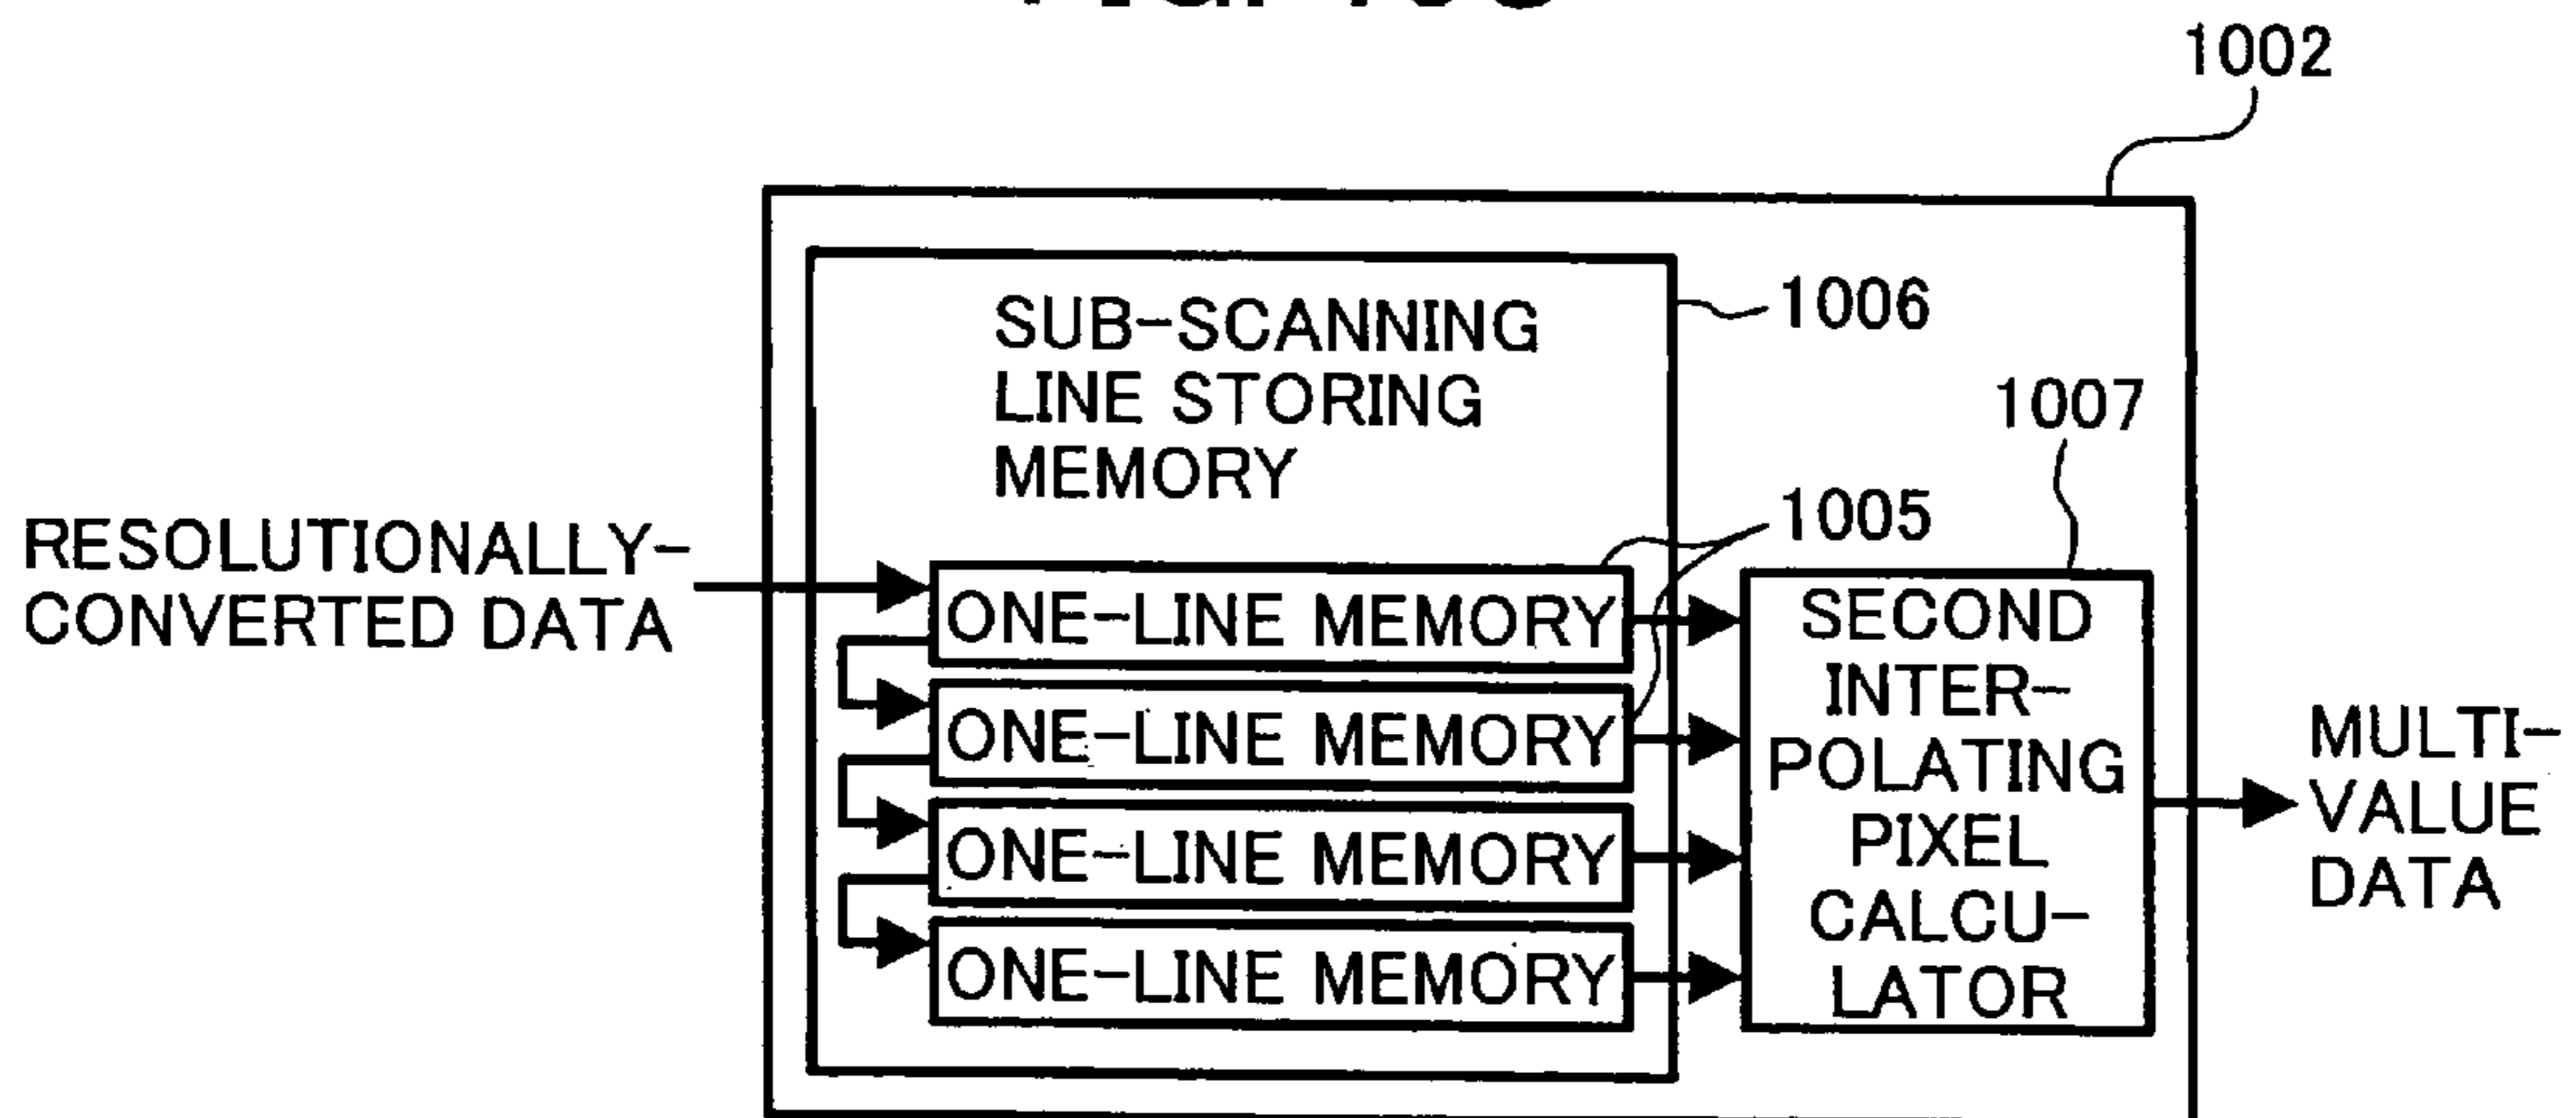 1002
SUB-SCANNING
LINE STORING
MEMORY
1006
1007
1005
RESOLUTIONALLY-
CONVERTED DATA
ONE-LINE MEMORY
ONE-LINE MEMORY
ONE-LINE MEMORY
ONE-LINE MEMORY
SECOND
INTER-
POLATING
PIXEL
CALCU-
LATOR
MULTI-
VALUE
DATA